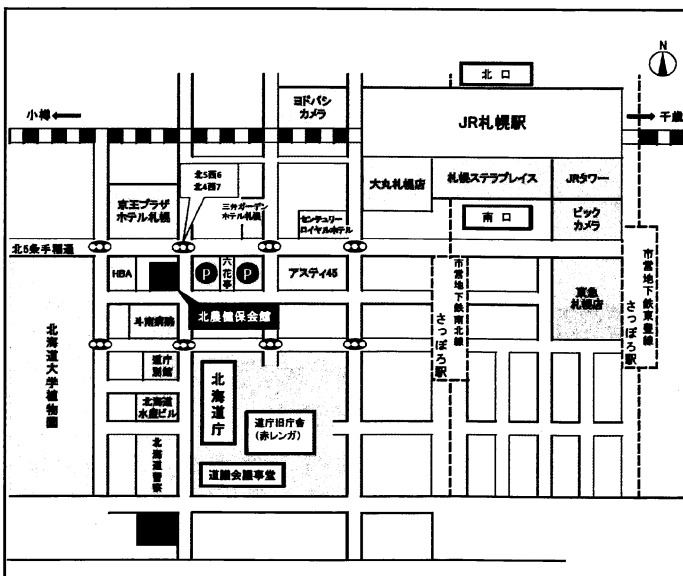 北口
N
ヨドバシ
カメラ
小樽
JR札幌駅
千歳
北5西6
北4西7
大丸札幌店
札幌ステラプレイス
JRタワー
京王プラザ
ホテル札幌
三井ガーデン
ホテル札幌
センチュリー
ロイヤルホテル
南口
ビック
カメラ
北5条手稲通
HBA
P
六花亭
P
アスティ45
市営地下鉄南北線
さっぽろ駅
市営地下鉄東豊線
さっぽろ駅
東急
札幌店
北農健保会館
斗南病院
北海道大学植物園
道庁
別館
北海道庁
北海道
水産ビル
道庁旧庁舎
(赤レンガ)
北海道警察
道議会議事堂